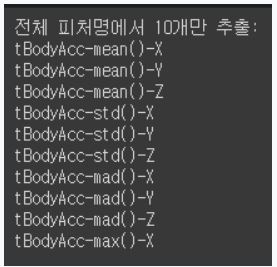 전체 피처명에서 10개만 추출:
tBodyAcc-mean()-X
tBodyAcc-mean()-Y
tBodyAcc-mean()-Z
tBodyAcc-std()-X
tBodyAcc-std()-Y
tBodyAcc-std()-Z
tBodyAcc-mad()-X
tBodyAcc-mad()-Y
tBodyAcc-mad()-Z
tBodyAcc-max()-X